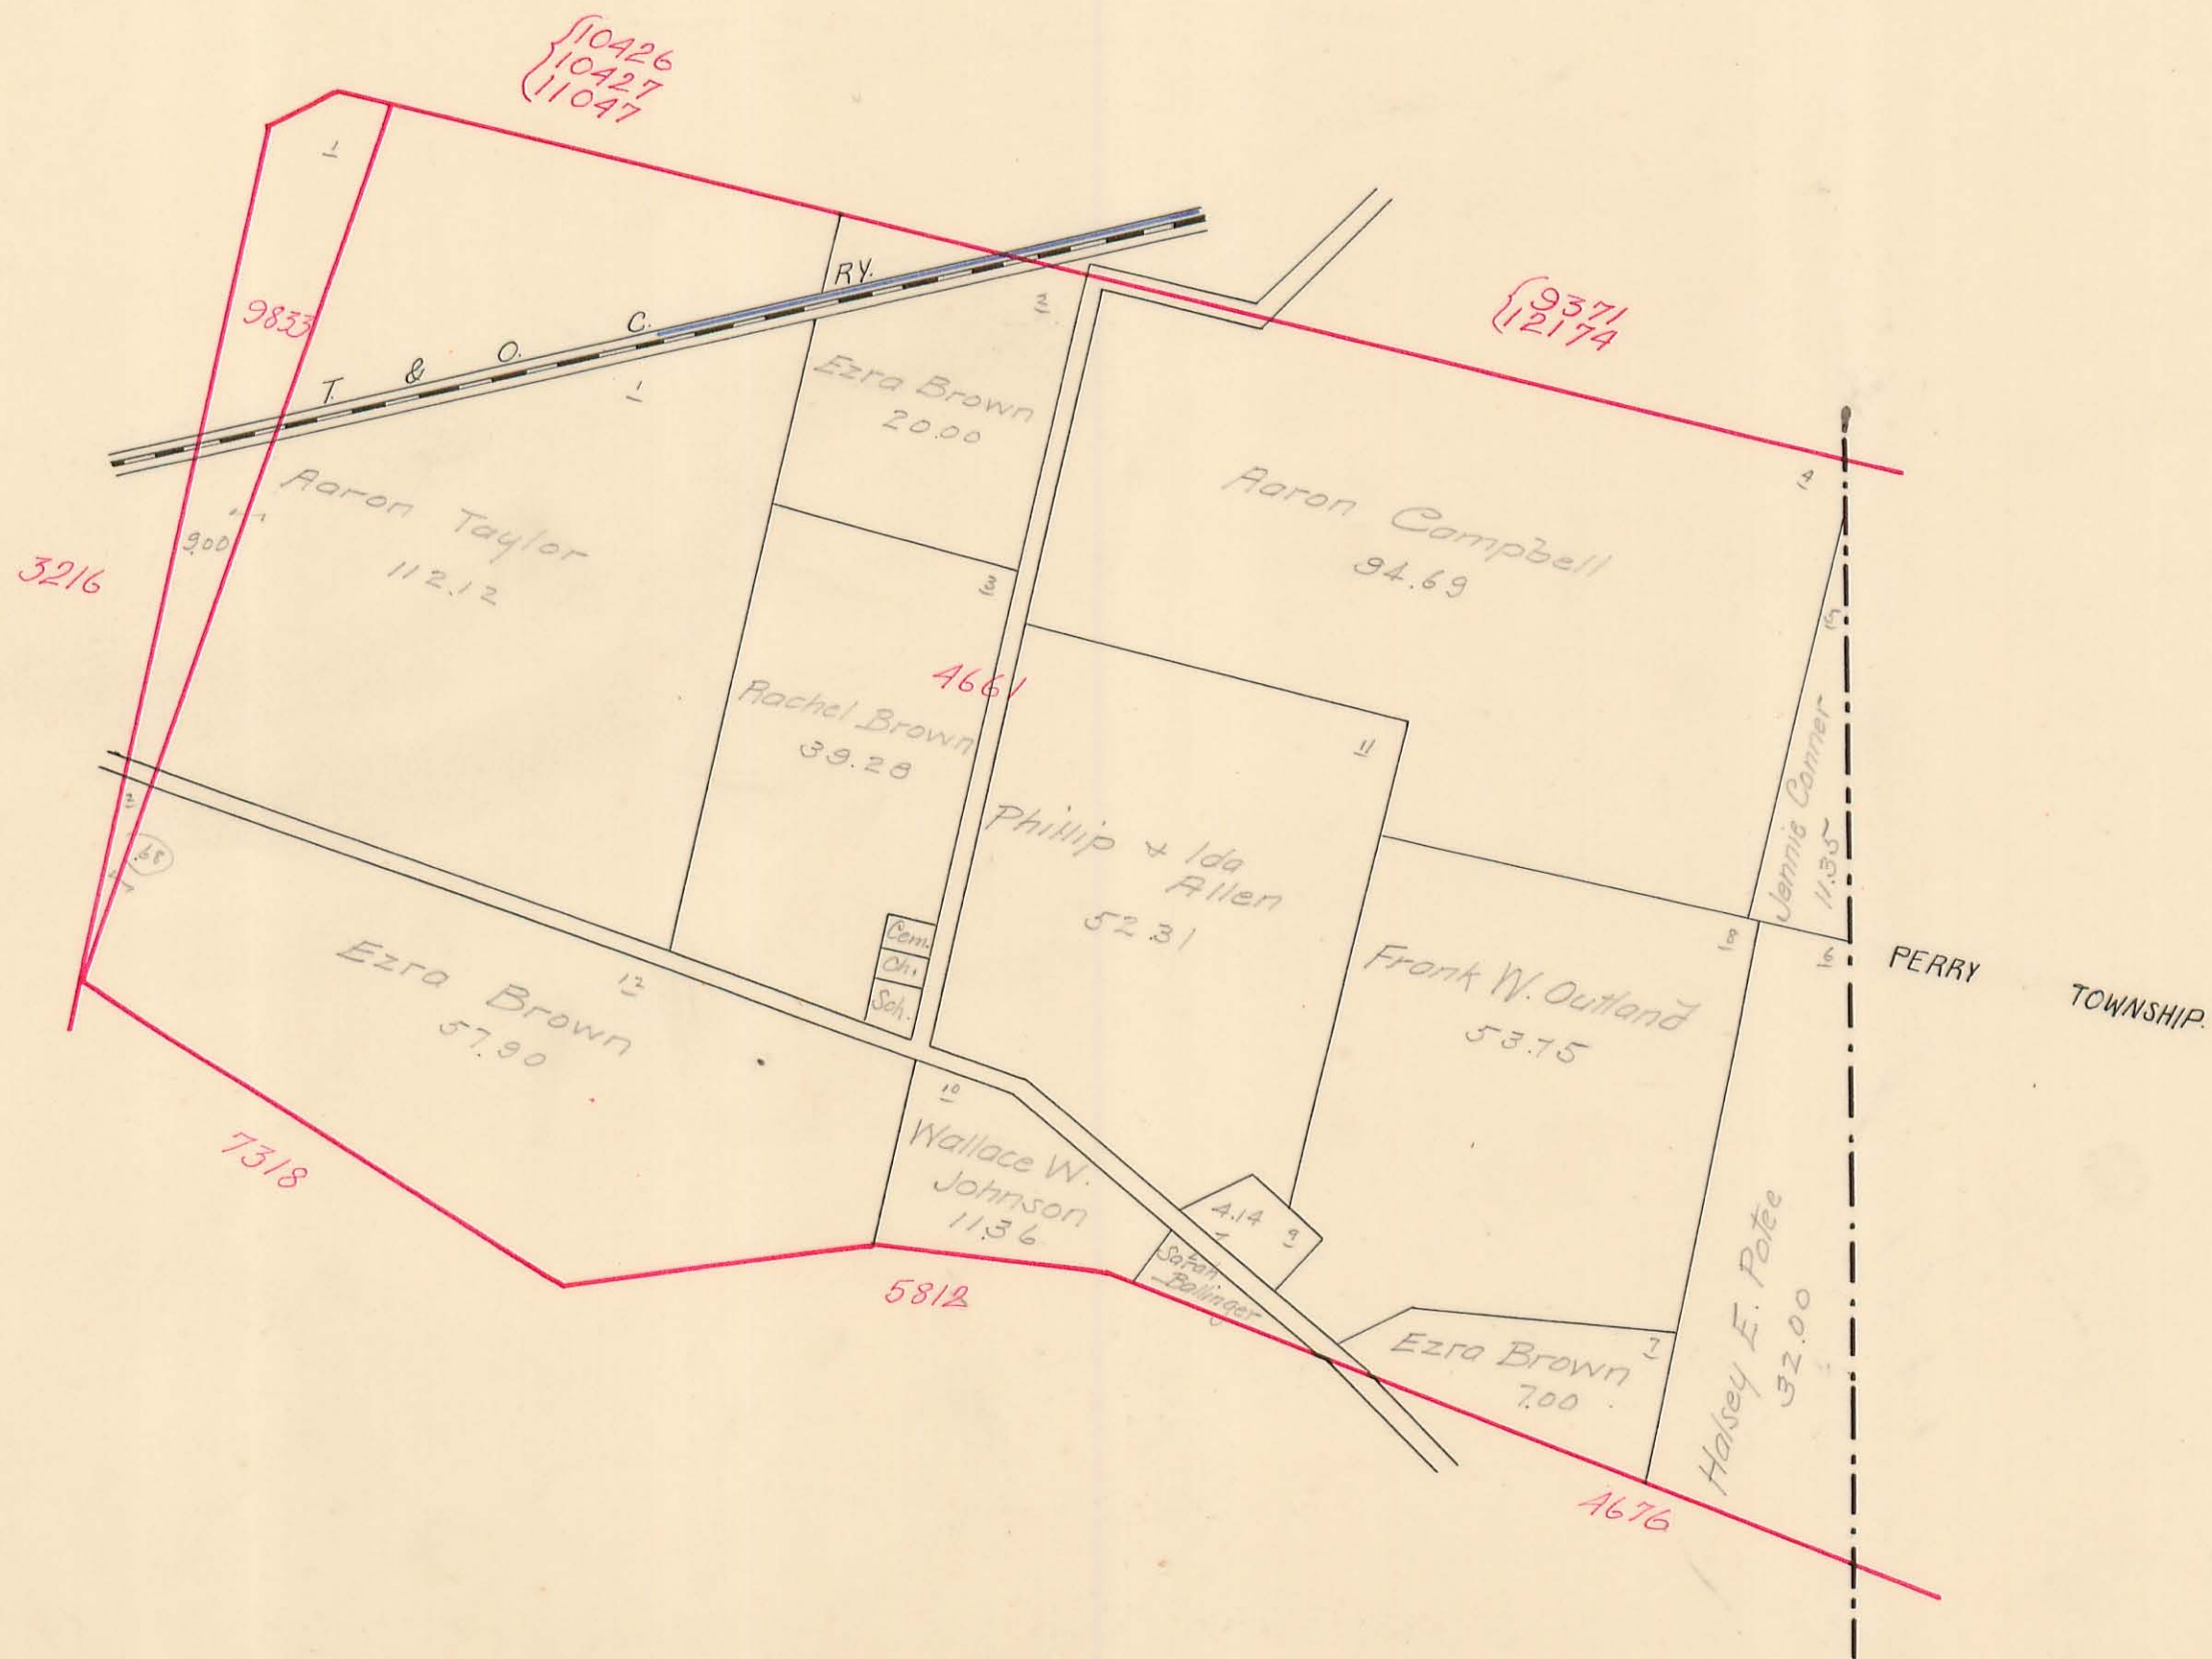 10426
10427
11047
1
9833
T. & O. C. RY.
1
2
Ezra Brown
20.00
9371
12174
4
Aaron Campbell
94.69
Aaron Taylor
112.12
9.00
3216
3
4661
Rachel Brown
39.28
5
Jennie Conner
11.35
11
Phillip & Ida
Allen
52.31
2
.68
Cem.
Ch.
Sch.
Frank W. Outland
53.75
8
6
PERRY TOWNSHIP.
12
Ezra Brown
57.90
10
Wallace W.
Johnson
11.36
7318
4.14
9
Sarah
Ballinger
5812
7
Ezra Brown
7.00
Halsey E. Potee
32.00
4676